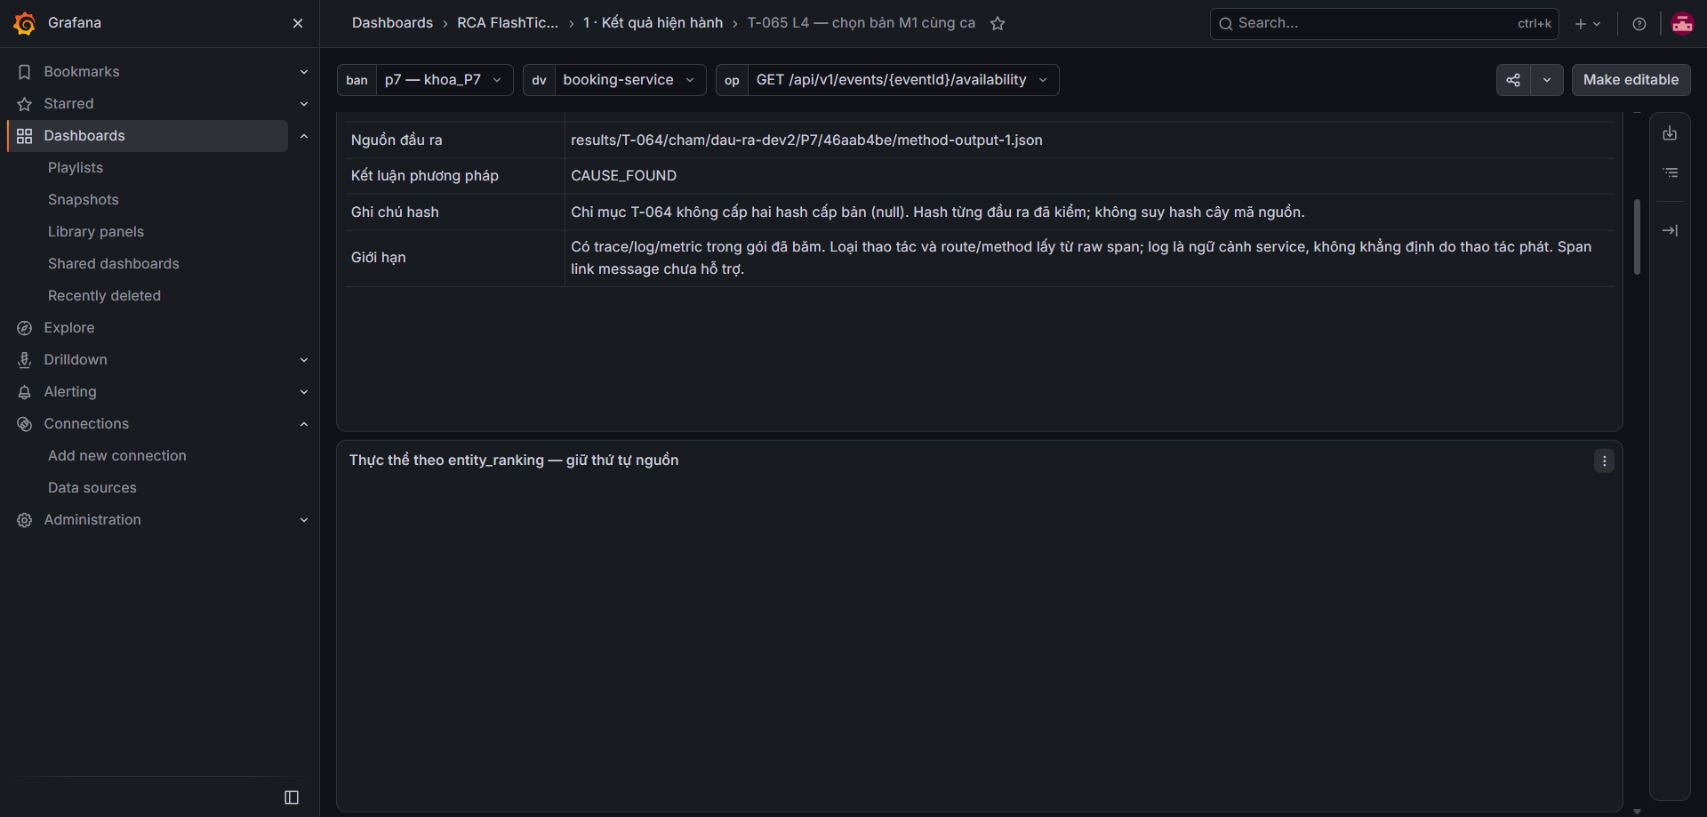 Grafana
Dashboards › RCA FlashTic... › 1 · Kết quả hiện hành › T-065 L4 — chọn bản M1 cùng ca
Search... ctrl+k
Bookmarks
Starred
Dashboards
Playlists
Snapshots
Library panels
Shared dashboards
Recently deleted
Explore
Drilldown
Alerting
Connections
Add new connection
Data sources
Administration
ban p7 — khoa_P7
dv booking-service
op GET /api/v1/events/{eventId}/availability
Make editable
Nguồn đầu ra results/T-064/cham/dau-ra-dev2/P7/46aab4be/method-output-1.json
Kết luận phương pháp CAUSE_FOUND
Ghi chú hash Chỉ mục T-064 không cấp hai hash cấp bản (null). Hash từng đầu ra đã kiểm; không suy hash cây mã nguồn.
Giới hạn Có trace/log/metric trong gói đã băm. Loại thao tác và route/method lấy từ raw span; log là ngữ cảnh service, không khẳng định do thao tác phát. Span
link message chưa hỗ trợ.
Thực thể theo entity_ranking — giữ thứ tự nguồn